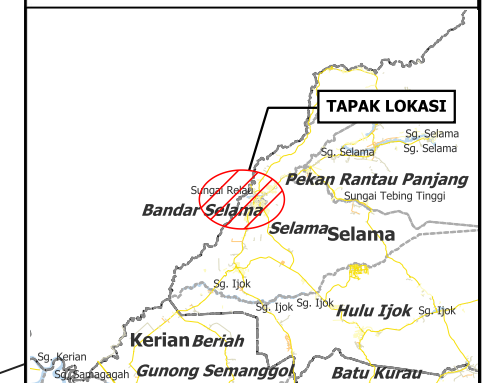 TAPAK LOKASI
Sg. Selama
Sg. Selama
Sg. Selama
Pekan Rantau Panjang
Sungai Relau
Sungai Tebing Tinggi
Bandar Selama
Selama
Selama
Sg. Ijok
Sg. Ijok
Sg. Ijok
Hulu Ijok
Sg. Ijok
Kerian
Beriah
Sg. Kerian
Sg. Samagagah
Gunong Semanggol
Batu Kurau